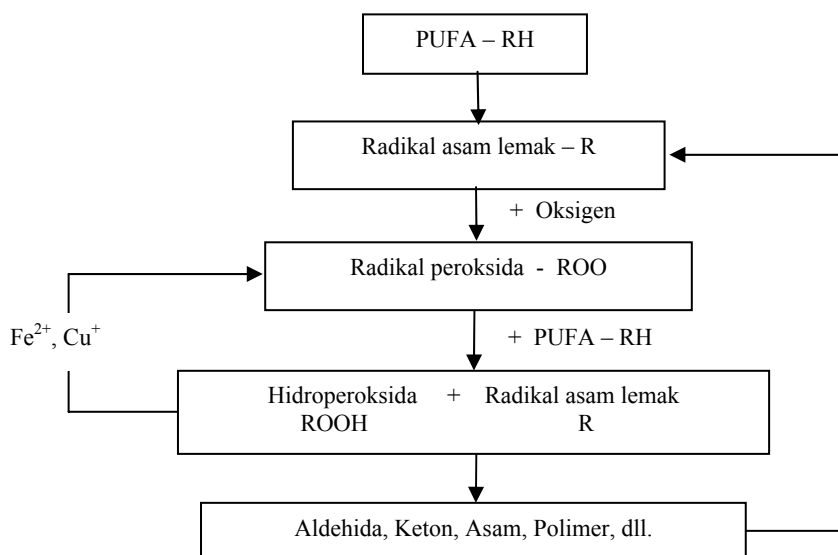 PUFA – RH
Radikal asam lemak – R
+ Oksigen
Radikal peroksida - ROO
Fe²⁺, Cu⁺
+ PUFA – RH
Hidroperoksida + Radikal asam lemak
ROOH R
Aldehida, Keton, Asam, Polimer, dll.